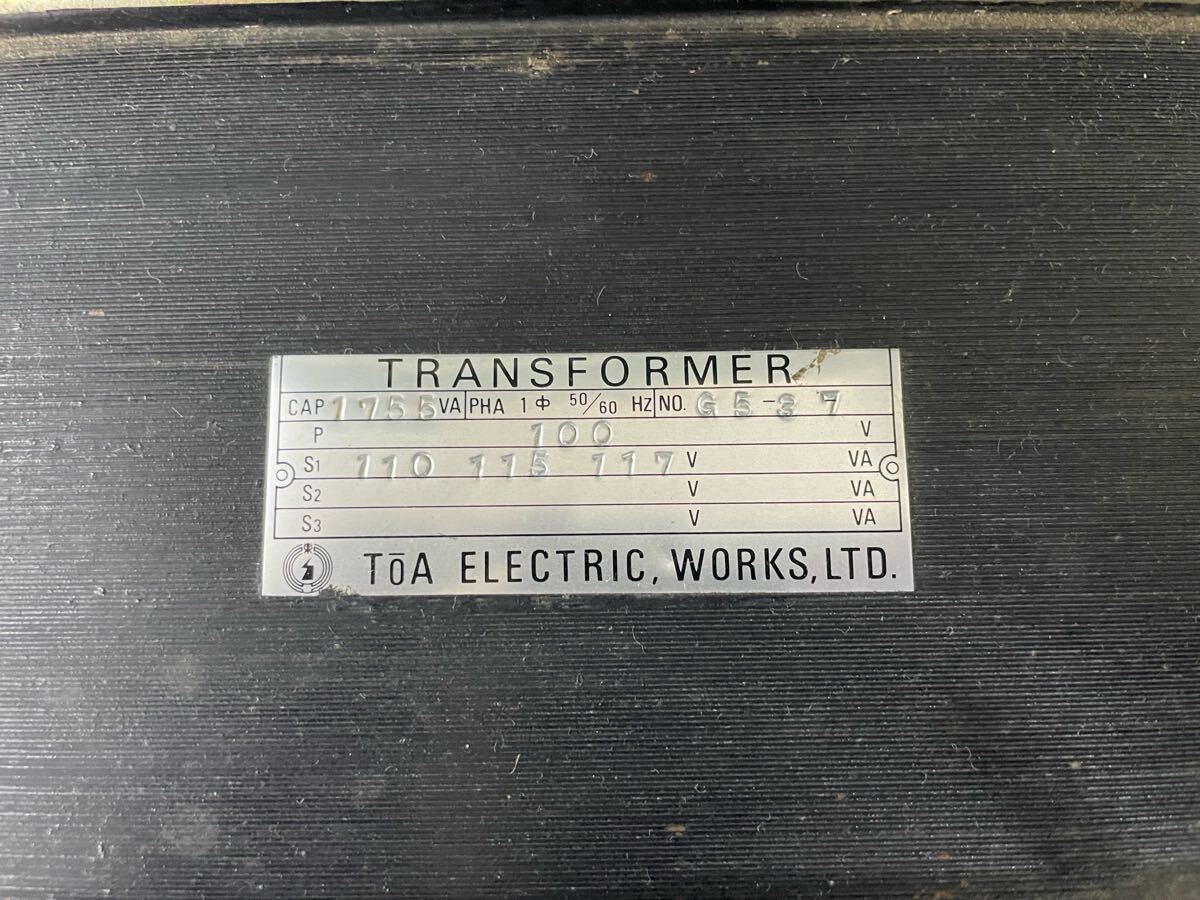 TRANSFORMER
CAP 1755 VA PHA 1Φ 50/60 HZ NO. G5-87
P 100 V
S1 110 115 117 V VA
S2 V VA
S3 V VA
TōA ELECTRIC, WORKS, LTD.